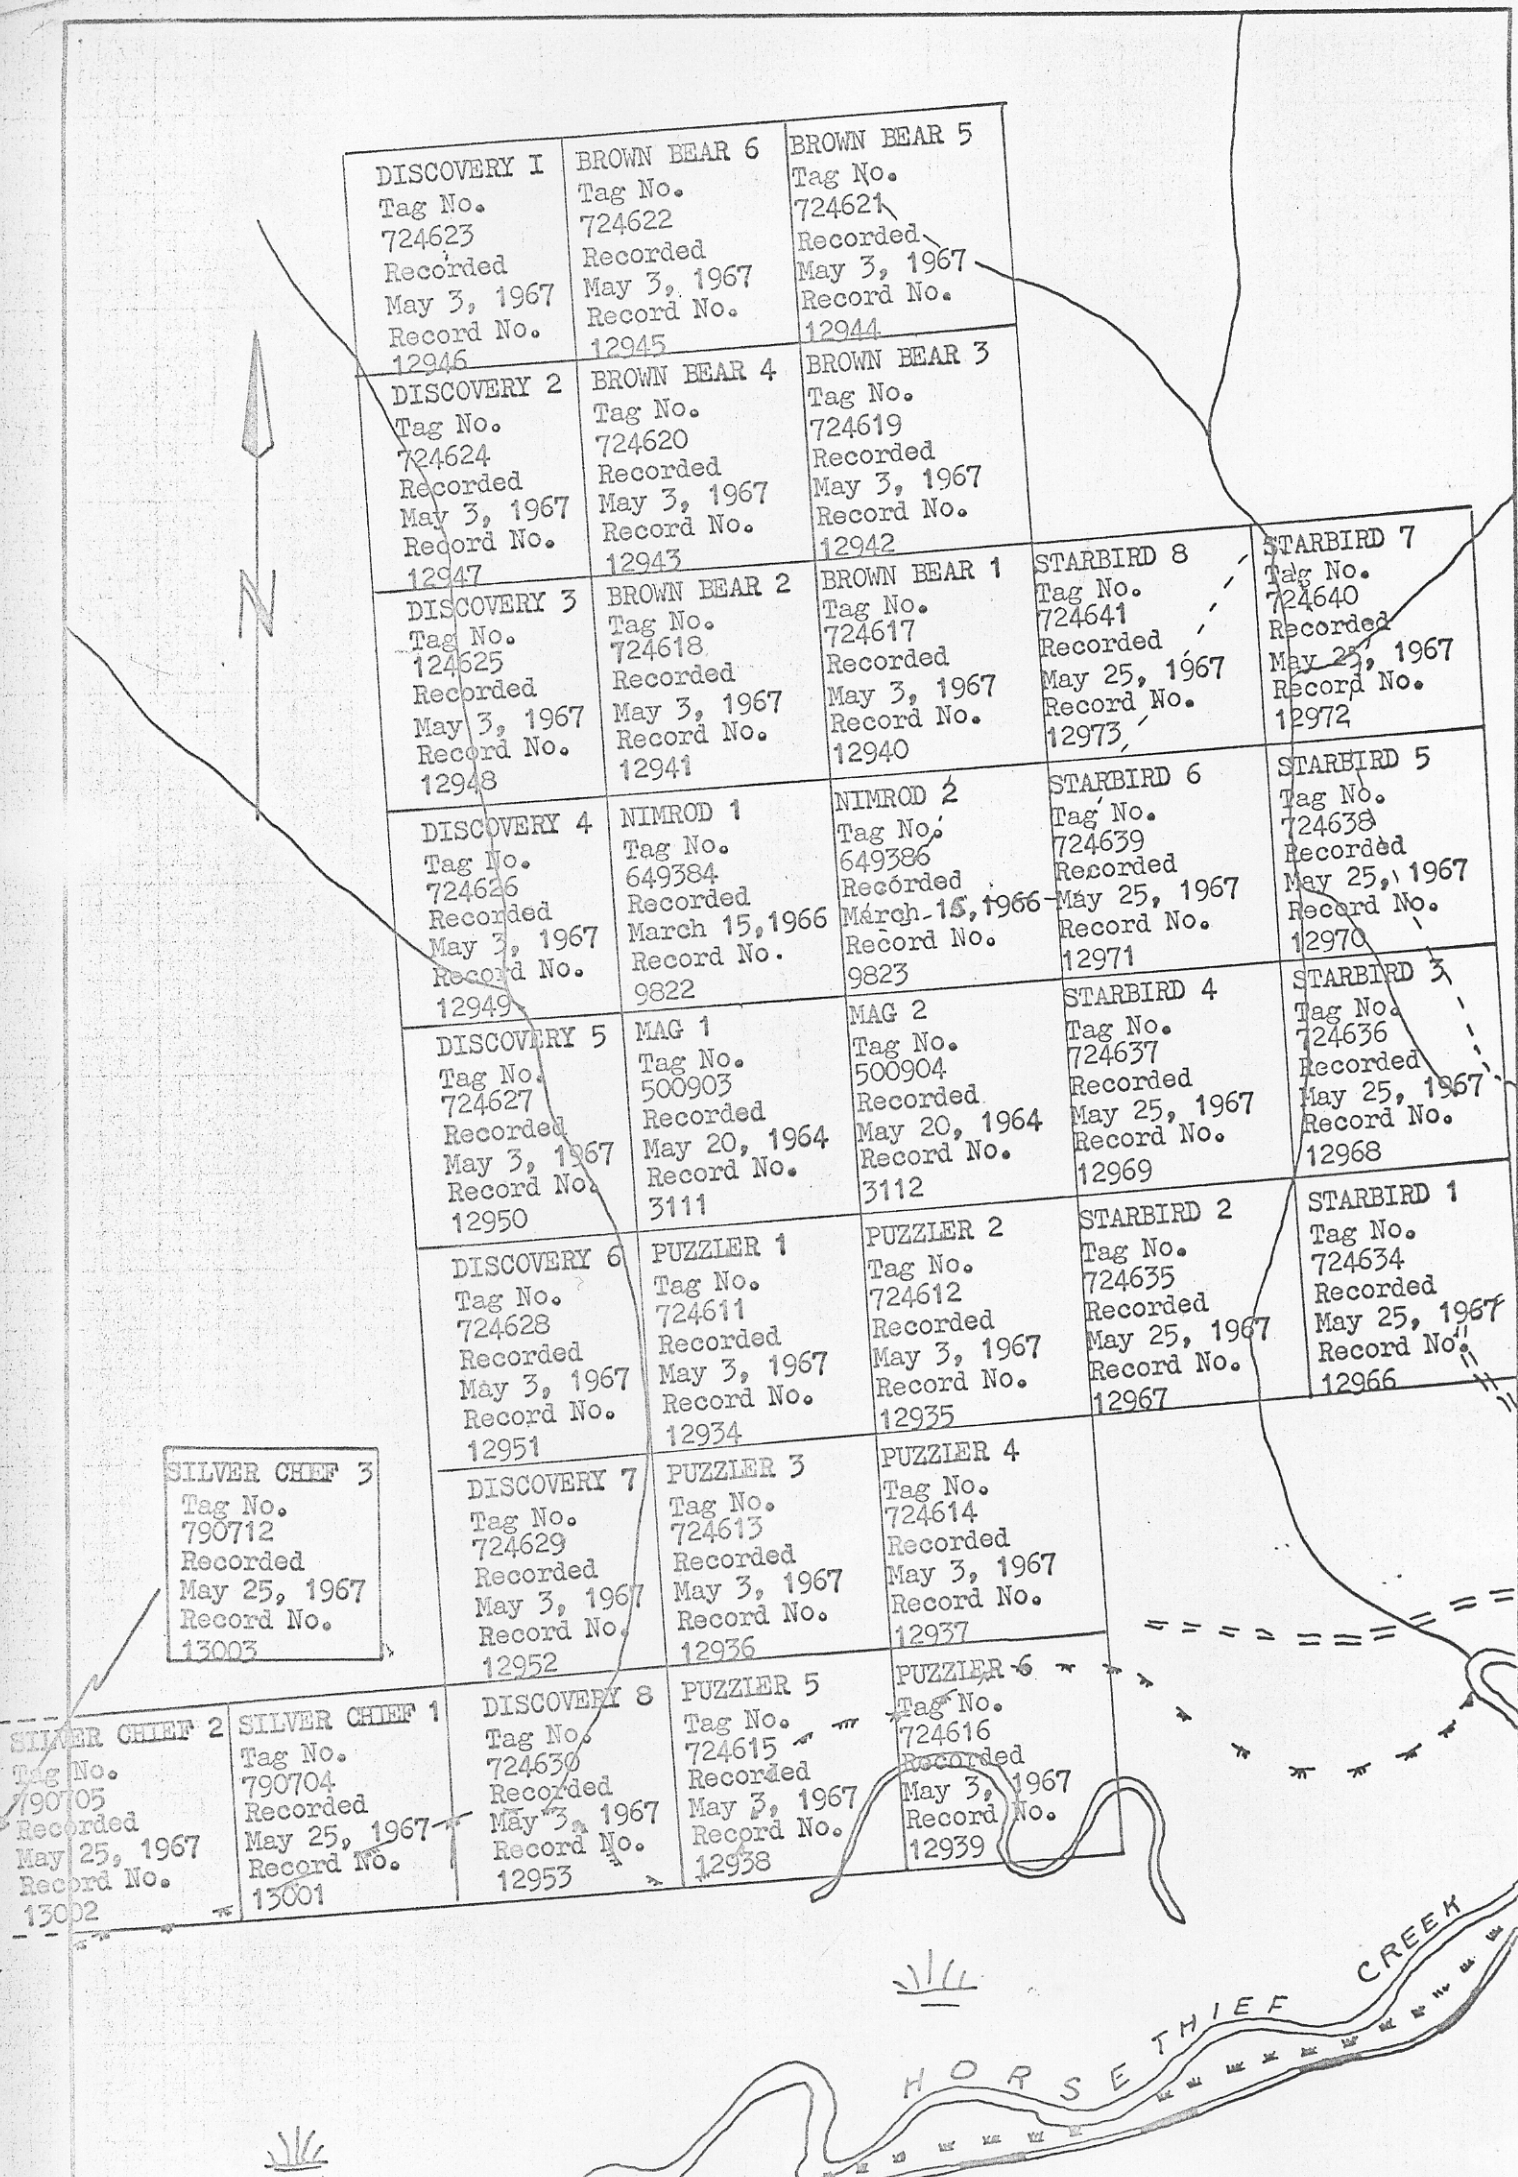 DISCOVERY I
Tag No.
724623
Recorded
May 3, 1967
Record No.
12946
BROWN BEAR 6
Tag No.
724622
Recorded
May 3, 1967
Record No.
12945
BROWN BEAR 5
Tag No.
724621
Recorded
May 3, 1967
Record No.
12944
DISCOVERY 2
Tag No.
724624
Recorded
May 3, 1967
Record No.
12947
BROWN BEAR 4
Tag No.
724620
Recorded
May 3, 1967
Record No.
12943
BROWN BEAR 3
Tag No.
724619
Recorded
May 3, 1967
Record No.
12942
N
DISCOVERY 3
Tag No.
124625
Recorded
May 3, 1967
Record No.
12948
BROWN BEAR 2
Tag No.
724618
Recorded
May 3, 1967
Record No.
12941
BROWN BEAR 1
Tag No.
724617
Recorded
May 3, 1967
Record No.
12940
STARBIRD 8
Tag No.
724641
Recorded
May 25, 1967
Record No.
12973
STARBIRD 7
Tag No.
724640
Recorded
May 25, 1967
Record No.
12972
DISCOVERY 4
Tag No.
724626
Recorded
May 3, 1967
Record No.
12949
NIMROD 1
Tag No.
649384
Recorded
March 15,1966
Record No.
9822
NIMROD 2
Tag No.
649386
Recorded
March 15,1966
Record No.
9823
STARBIRD 6
Tag No.
724639
Recorded
May 25, 1967
Record No.
12971
STARBIRD 5
Tag No.
724638
Recorded
May 25, 1967
Record No.
12970
DISCOVERY 5
Tag No.
724627
Recorded
May 3, 1967
Record No.
12950
MAG 1
Tag No.
500903
Recorded
May 20, 1964
Record No.
3111
MAG 2
Tag No.
500904
Recorded
May 20, 1964
Record No.
3112
STARBIRD 4
Tag No.
724637
Recorded
May 25, 1967
Record No.
12969
STARBIRD 3
Tag No.
724636
Recorded
May 25, 1967
Record No.
12968
DISCOVERY 6
Tag No.
724628
Recorded
May 3, 1967
Record No.
12951
PUZZLER 1
Tag No.
724611
Recorded
May 3, 1967
Record No.
12934
PUZZLER 2
Tag No.
724612
Recorded
May 3, 1967
Record No.
12935
STARBIRD 2
Tag No.
724635
Recorded
May 25, 1967
Record No.
12967
STARBIRD 1
Tag No.
724634
Recorded
May 25, 1967
Record No.
12966
SILVER CHEF 3
Tag No.
790712
Recorded
May 25, 1967
Record No.
13003
DISCOVERY 7
Tag No.
724629
Recorded
May 3, 1967
Record No.
12952
PUZZLER 3
Tag No.
724613
Recorded
May 3, 1967
Record No.
12936
PUZZLER 4
Tag No.
724614
Recorded
May 3, 1967
Record No.
12937
SILVER CHIEF 2
Tag No.
790705
Recorded
May 25, 1967
Record No.
13002
SILVER CHIEF 1
Tag No.
790704
Recorded
May 25, 1967
Record No.
13001
DISCOVERY 8
Tag No.
724630
Recorded
May 3, 1967
Record No.
12953
PUZZLER 5
Tag No.
724615
Recorded
May 3, 1967
Record No.
12938
PUZZLER 6
Tag No.
724616
Recorded
May 3, 1967
Record No.
12939
HORSE THIEF CREEK